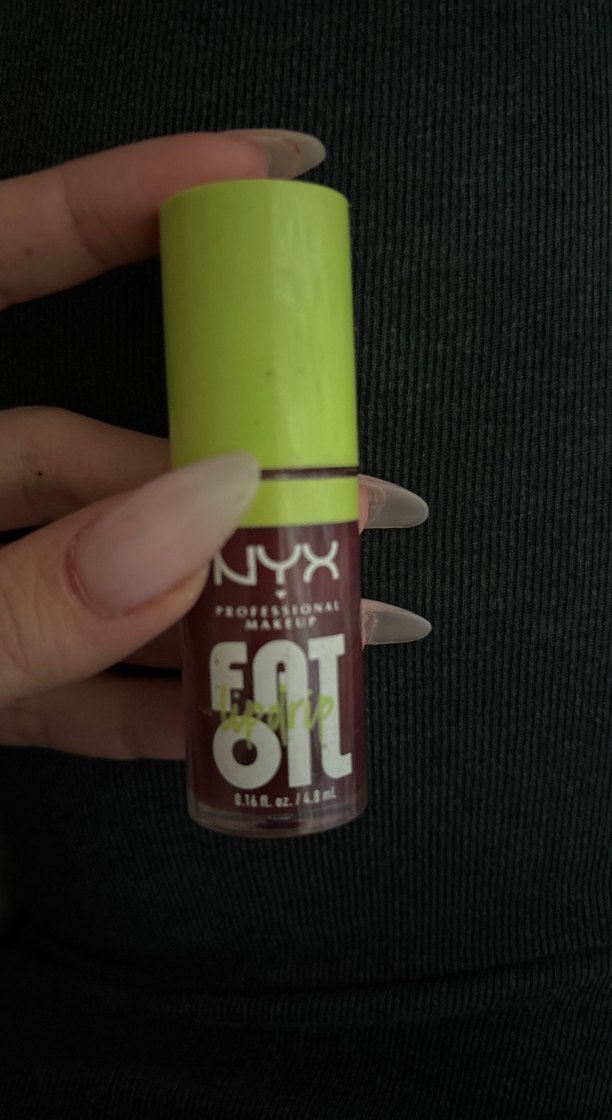 NYX
PROFESSIONAL
MAKEUP
FAT
lip drip
OIL
0.16 fl. oz. / 4.8 mL